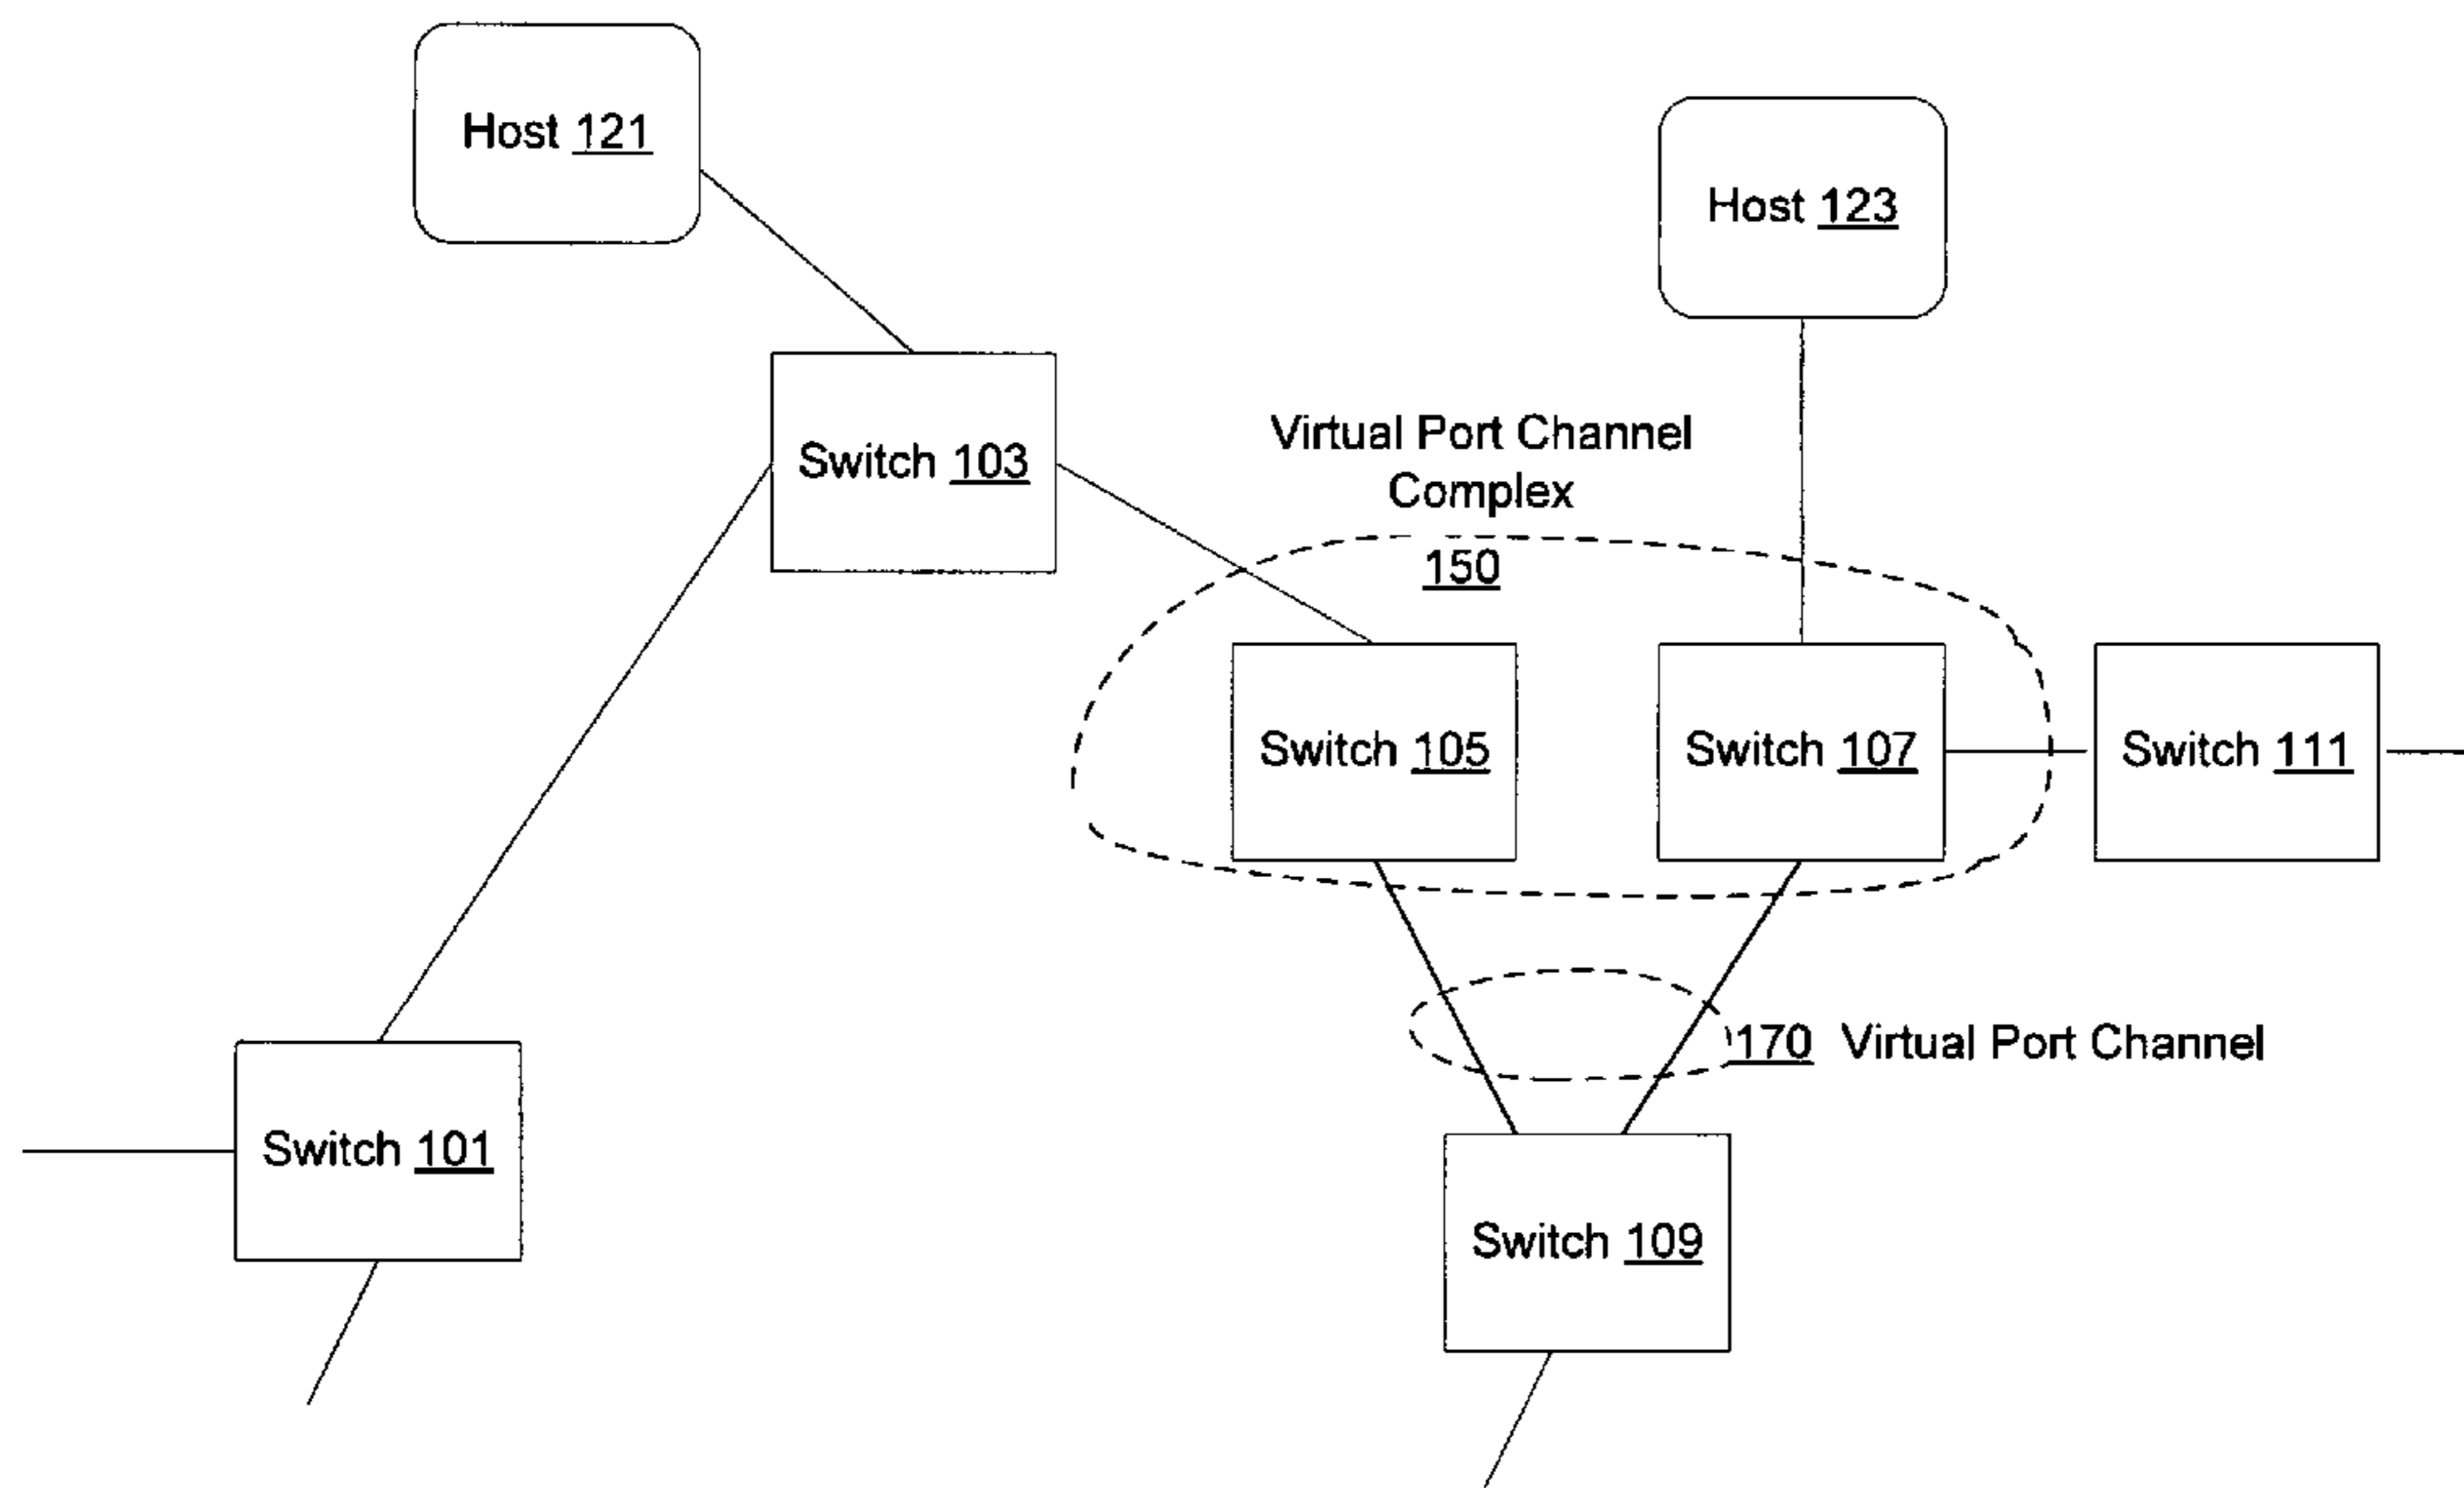 Host 121
Host 123
Switch 103
Virtual Port Channel
Complex
150
Switch 105
Switch 107
Switch 111
170 Virtual Port Channel
Switch 101
Switch 109